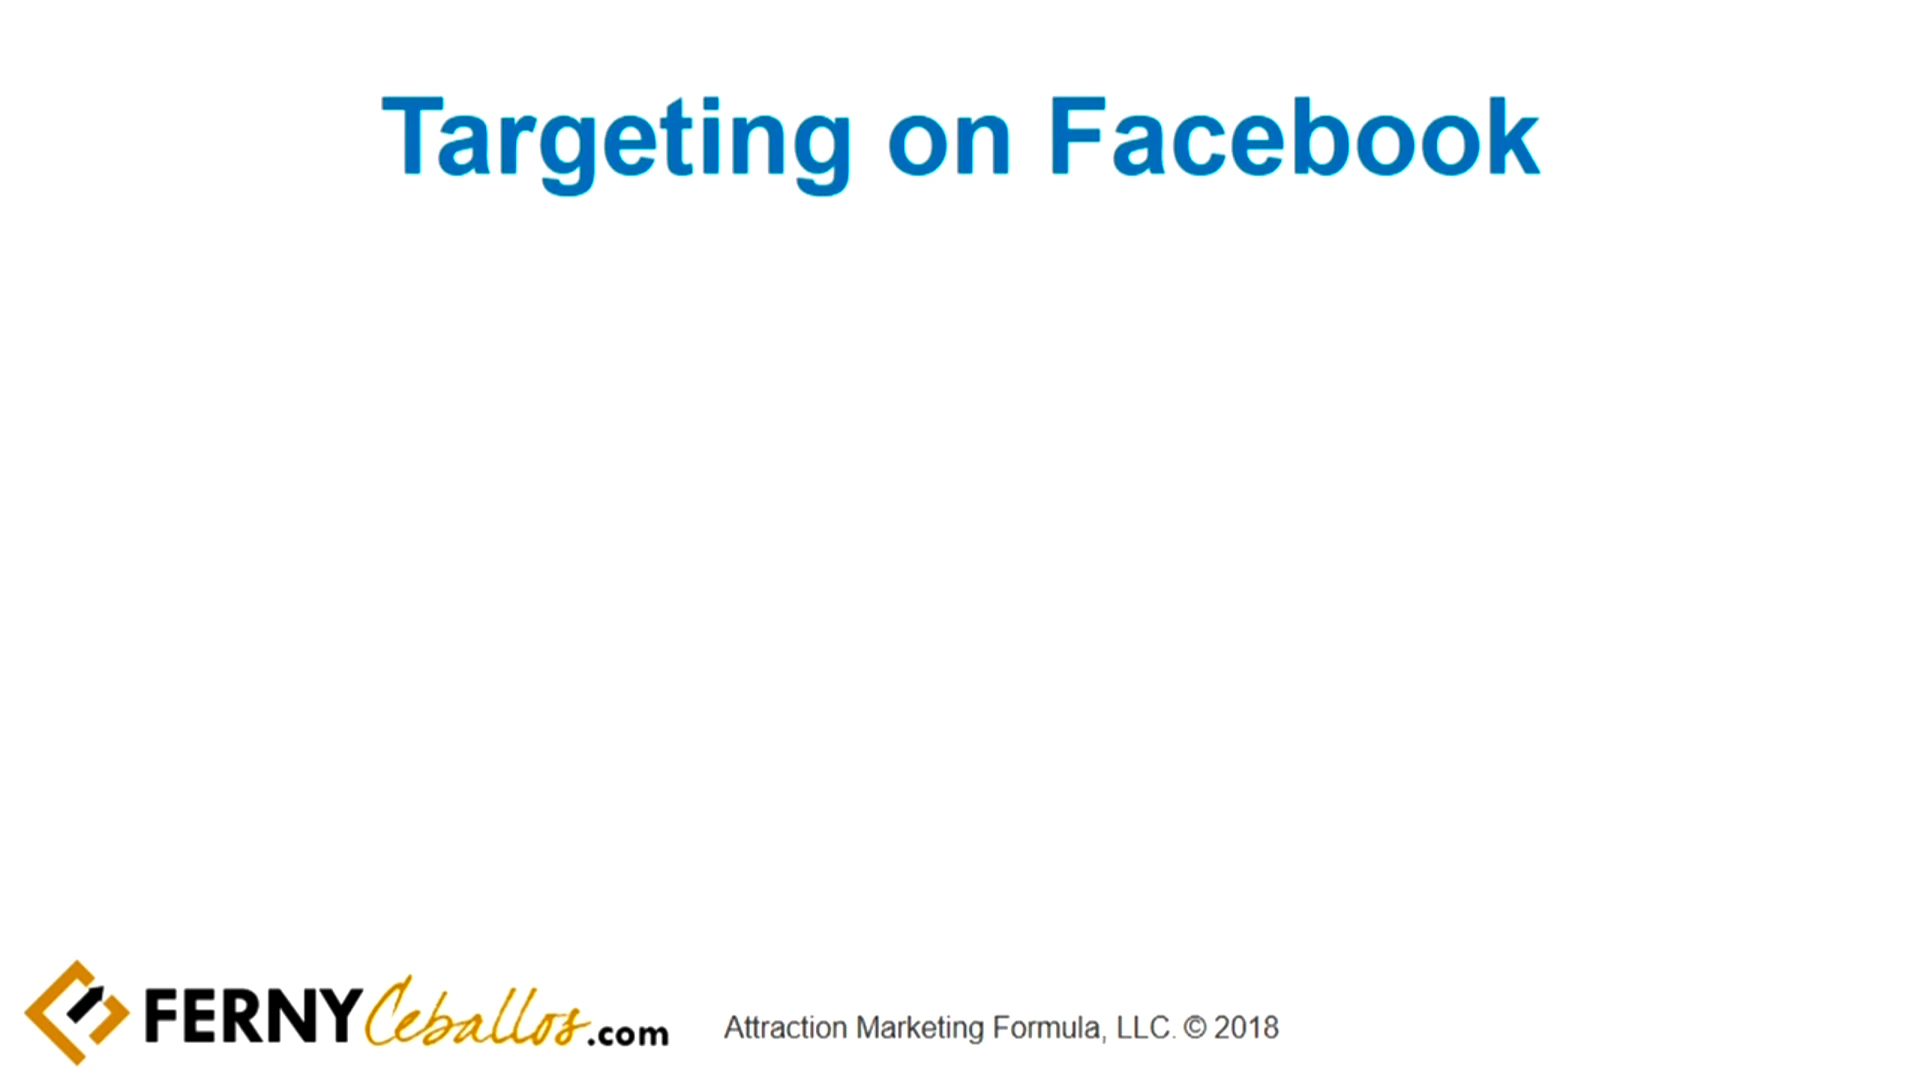 Targeting on Facebook
FERNY Ceballos.com
Attraction Marketing Formula, LLC. © 2018